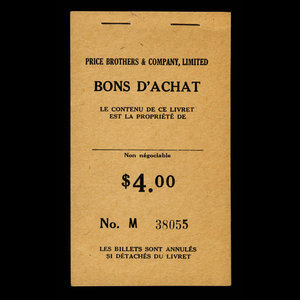 PRICE BROTHERS & COMPANY, LIMITED
BONS D'ACHAT
LE CONTENU DE CE LIVRET
EST LA PROPRIÉTÉ DE
Non négociable
$4.00
No. M 38055
LES BILLETS SONT ANNULÉS
SI DÉTACHÉS DU LIVRET